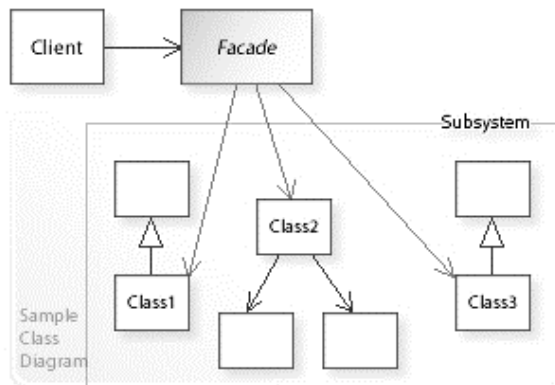 Client
Facade
Subsystem
Class2
Class1
Class3
Sample
Class
Diagram